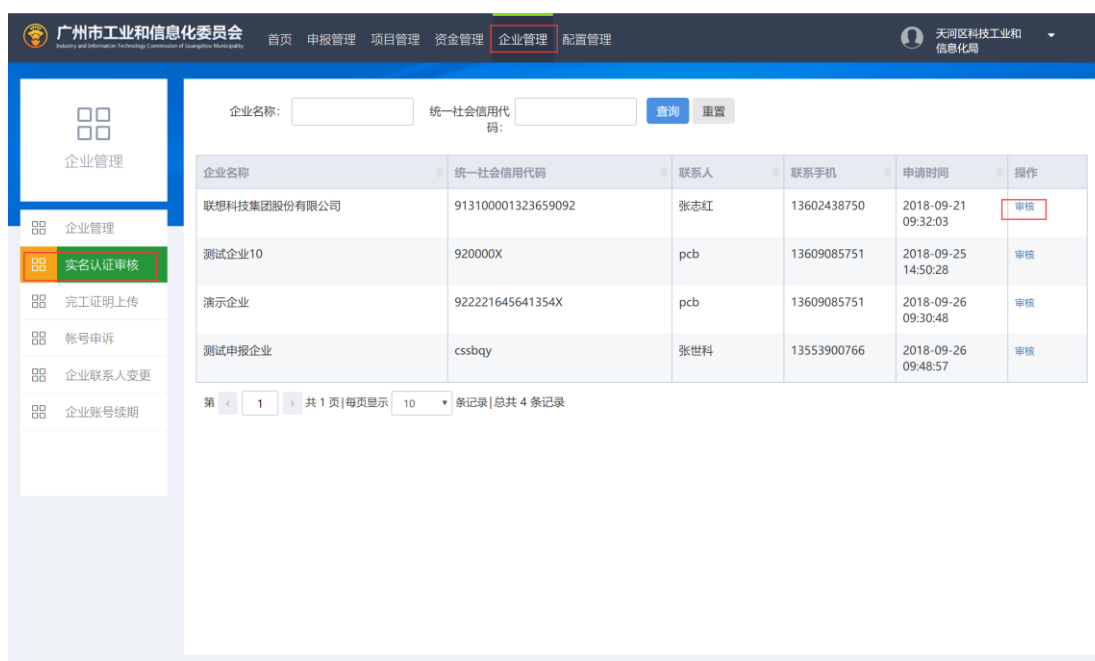 广州市工业和信息化委员会
Industry and Information Technology Commission of Guangzhou Municipality
首页 申报管理 项目管理 资金管理 企业管理 配置管理
天河区科技工业和
信息化局
企业管理
企业管理
实名认证审核
完工证明上传
帐号申诉
企业联系人变更
企业账号续期
企业名称:
统一社会信用代
码:
查询 重置
企业名称 统一社会信用代码 联系人 联系手机 申请时间 操作
联想科技集团股份有限公司 913100001323659092 张志红 13602438750 2018-09-21 审核
09:32:03
测试企业10 920000X pcb 13609085751 2018-09-25 审核
14:50:28
演示企业 922221645641354X pcb 13609085751 2018-09-26 审核
09:30:48
测试申报企业 cssbqy 张世科 13553900766 2018-09-26 审核
09:48:57
第 < 1 > 共 1 页|每页显示 10 条记录|总共 4 条记录